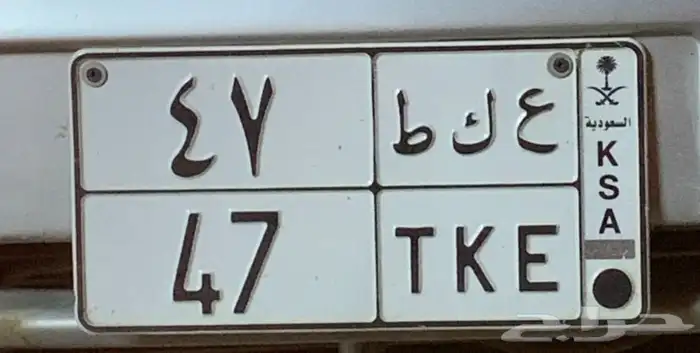 ٤٧ ع ك ط
47 TKE
السعودية
K
S
A
حراج